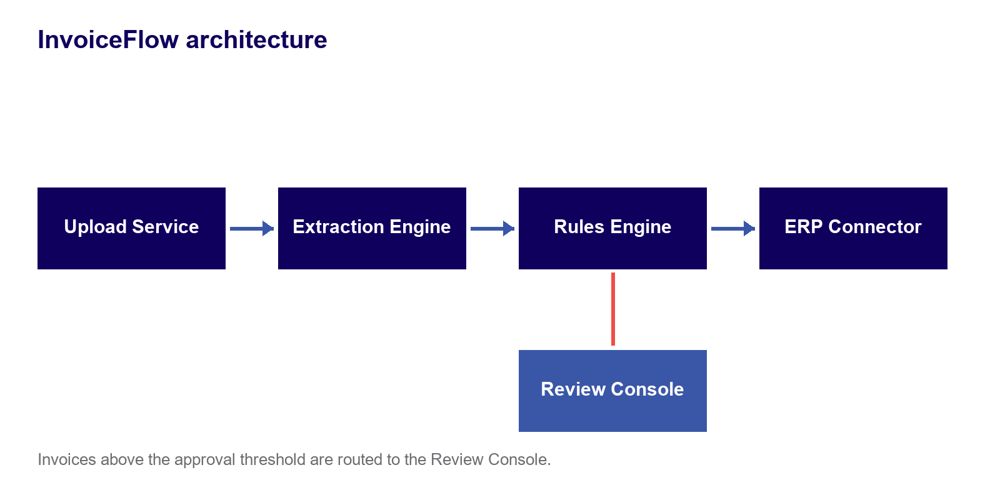 InvoiceFlow architecture
Upload Service
Extraction Engine
Rules Engine
ERP Connector
Review Console
Invoices above the approval threshold are routed to the Review Console.